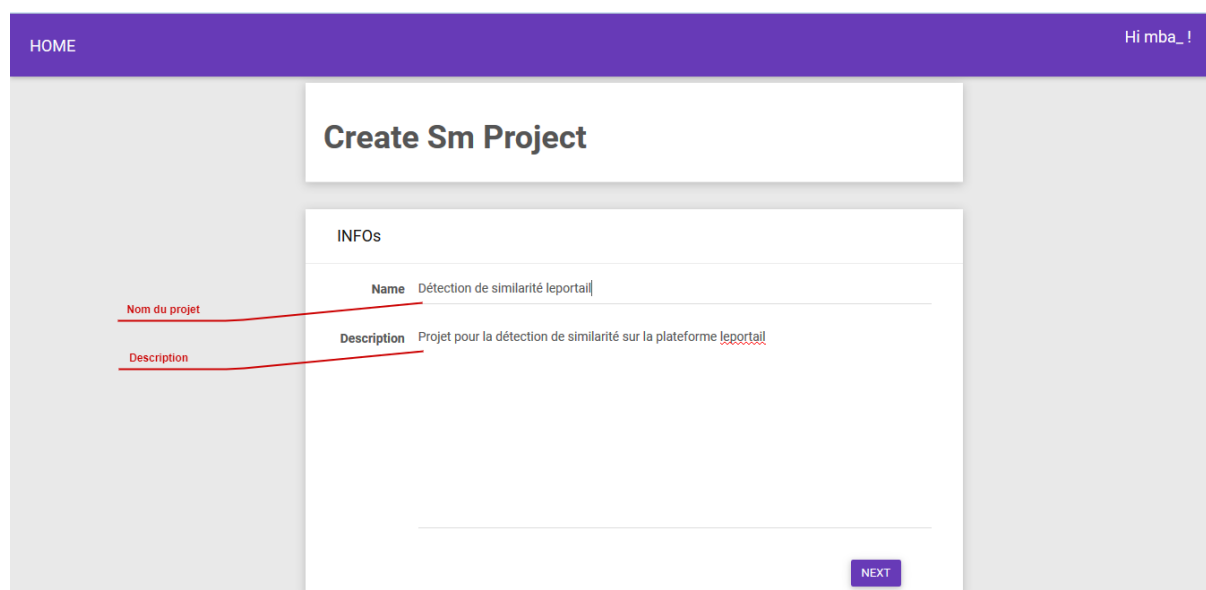 HOME
Hi mba_ !
Create Sm Project
INFOs
Name Détection de similarité leportail
Nom du projet
Description Projet pour la détection de similarité sur la plateforme leportail
Description
NEXT